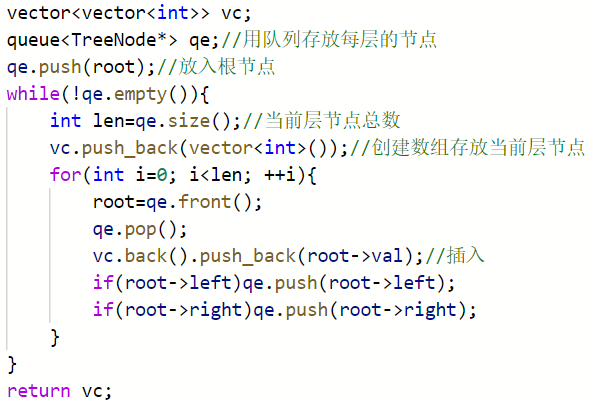 vector<vector<int>> vc;
queue<TreeNode*> qe;//用队列存放每层的节点
qe.push(root);//放入根节点
while(!qe.empty()){
    int len=qe.size();//当前层节点总数
    vc.push_back(vector<int>());//创建数组存放当前层节点
    for(int i=0; i<len; ++i){
        root=qe.front();
        qe.pop();
        vc.back().push_back(root->val);//插入
        if(root->left)qe.push(root->left);
        if(root->right)qe.push(root->right);
    }
}
return vc;